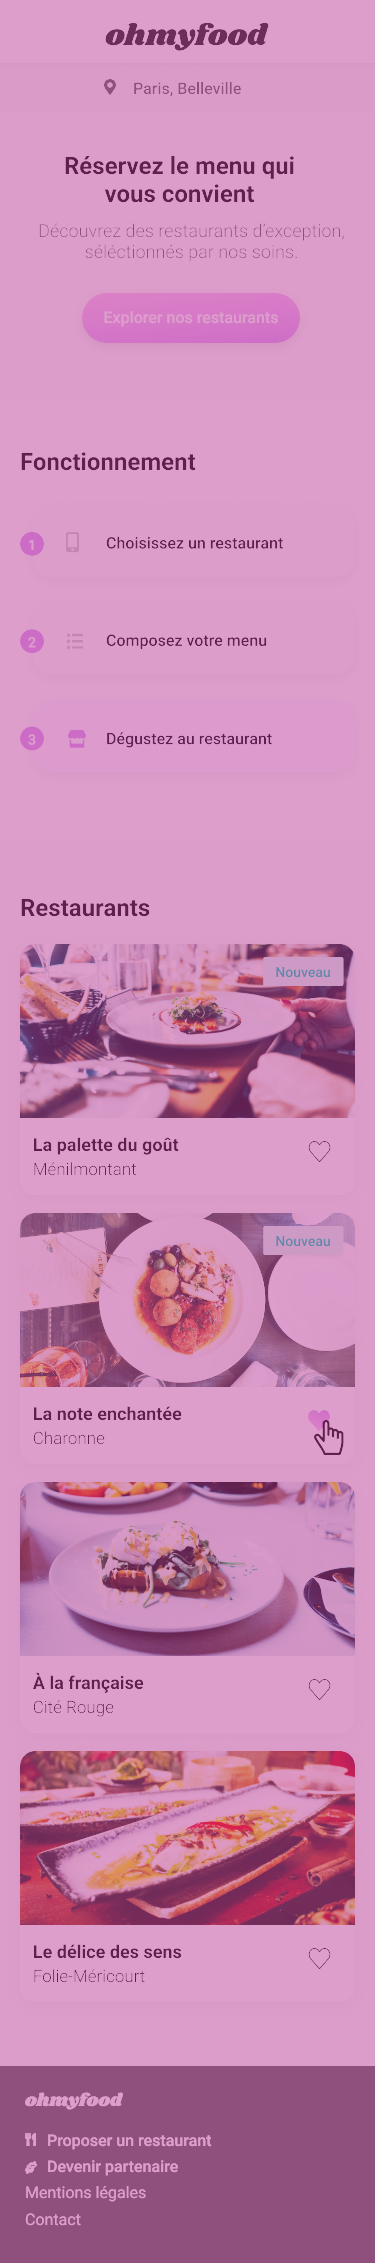 ohmyfood
Paris, Belleville
Réservez le menu qui
vous convient
Découvrez des restaurants d'exception,
séléctionnés par nos soins.
Explorer nos restaurants
Fonctionnement
1 Choisissez un restaurant
2 Composez votre menu
3 Dégustez au restaurant
Restaurants
Nouveau
La palette du goût
Ménilmontant
Nouveau
La note enchantée
Charonne
À la française
Cité Rouge
Le délice des sens
Folie-Méricourt
ohmyfood
Proposer un restaurant
Devenir partenaire
Mentions légales
Contact